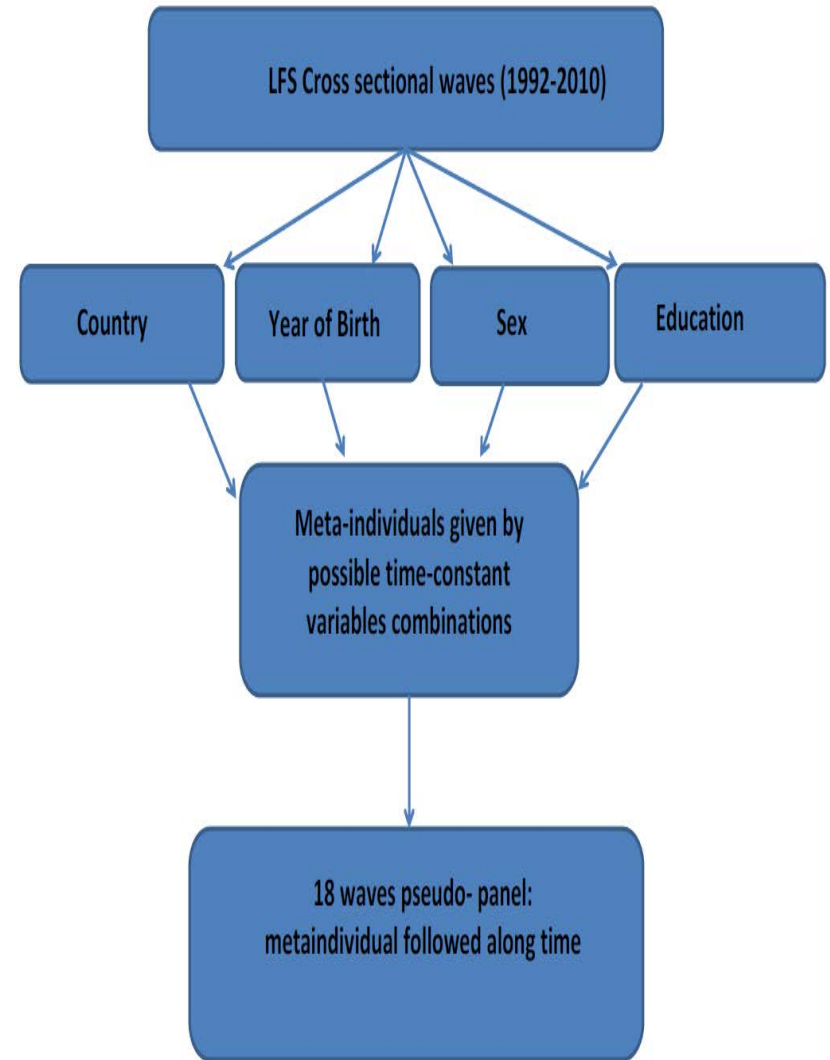 LFS Cross sectional waves (1992-2010)
Country
Year of Birth
Sex
Education
Meta-individuals given by
possible time-constant
variables combinations
18 waves pseudo- panel:
metaindividual followed along time